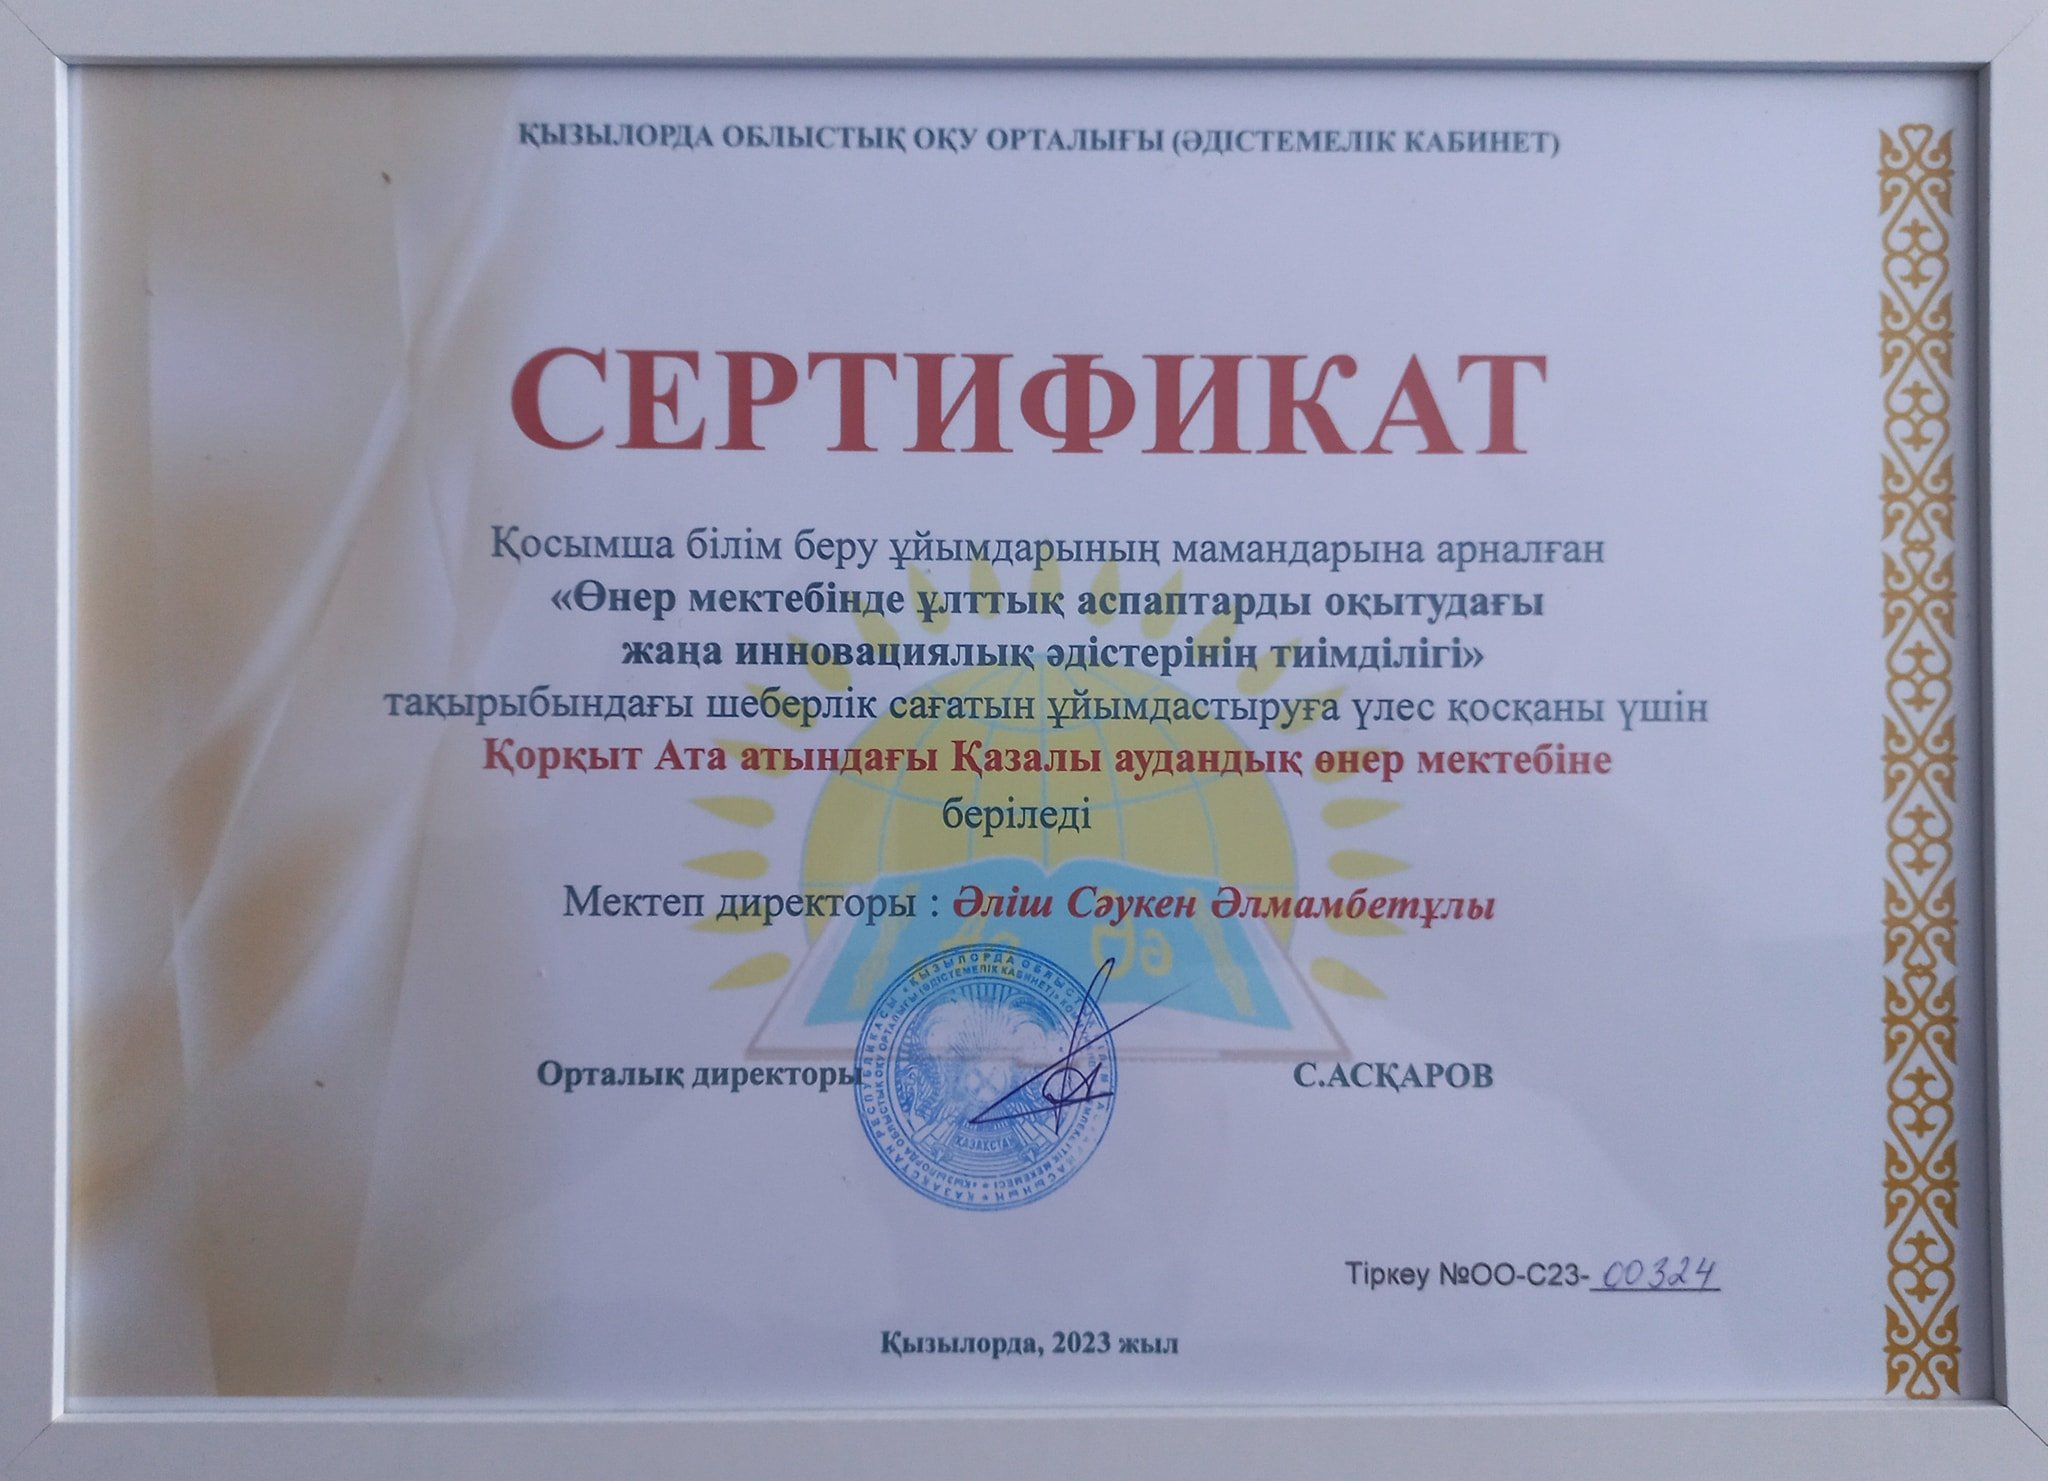 ҚЫЗЫЛОРДА ОБЛЫСТЫҚ ОҚУ ОРТАЛЫҒЫ (ӘДІСТЕМЕЛІК КАБИНЕТ)
СЕРТИФИКАТ
Қосымша білім беру ұйымдарының мамандарына арналған
«Өнер мектебінде ұлттық аспаптарды оқытудағы
жаңа инновациялық әдістерінің тиімділігі»
тақырыбындағы шеберлік сағатын ұйымдастыруға үлес қосқаны үшін
Қорқыт Ата атындағы Қазалы аудандық өнер мектебіне
беріледі
Мектеп директоры : Әліш Сәукен Әлмамбетұлы
Орталық директоры С.АСҚАРОВ
ҚАЗАҚСТАН
Тіркеу №ОО-С23- 00324
Қызылорда, 2023 жыл